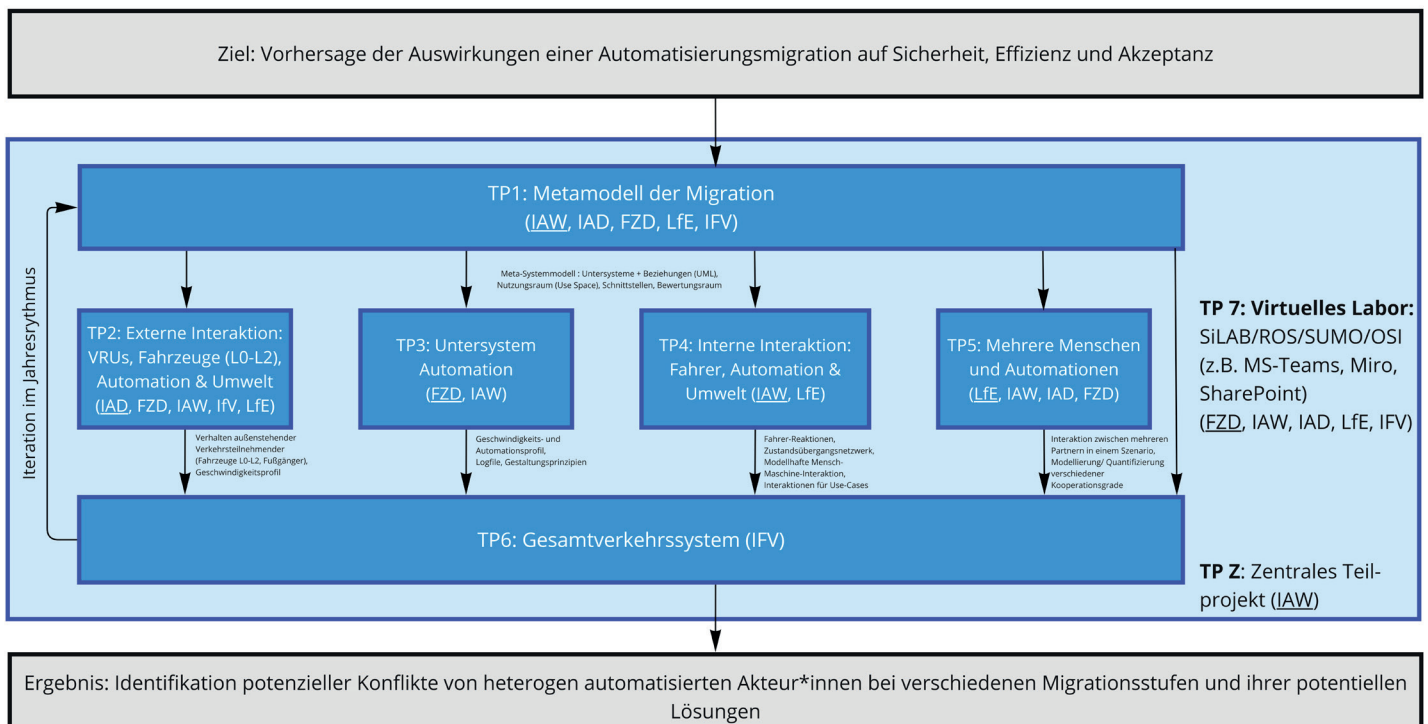 Ziel: Vorhersage der Auswirkungen einer Automatisierungsmigration auf Sicherheit, Effizienz und Akzeptanz
TP1: Metamodell der Migration
(IAW, IAD, FZD, LfE, IFV)
Iteration im Jahresrythmus
Meta-Systemmodell : Untersysteme + Beziehungen (UML),
Nutzungsraum (Use Space), Schnittstellen, Bewertungsraum
TP2: Externe Interaktion:
VRUs, Fahrzeuge (L0-L2),
Automation & Umwelt
(IAD, FZD, IAW, IfV, LfE)
TP3: Untersystem
Automation
(FZD, IAW)
TP4: Interne Interaktion:
Fahrer, Automation &
Umwelt (IAW, LfE)
TP5: Mehrere Menschen
und Automationen
(LfE, IAW, IAD, FZD)
TP 7: Virtuelles Labor:
SiLAB/ROS/SUMO/OSI
(z.B. MS-Teams, Miro,
SharePoint)
(FZD, IAW, IAD, LfE, IFV)
Verhalten außenstehender
Verkehrsteilnehmender
(Fahrzeuge L0-L2, Fußgänger),
Geschwindigkeitsprofil
Geschwindigkeits- und
Automationsprofil,
Logfile, Gestaltungsprinzipien
Fahrer-Reaktionen,
Zustandsübergangsnetzwerk,
Modellhafte Mensch-
Maschine-Interaktion,
Interaktionen für Use-Cases
Interaktion zwischen mehreren
Partnern in einem Szenario,
Modellierung/ Quantifizierung
verschiedener
Kooperationsgrade
TP6: Gesamtverkehrssystem (IFV)
TP Z: Zentrales Teil-
projekt (IAW)
Ergebnis: Identifikation potenzieller Konflikte von heterogen automatisierten Akteur*innen bei verschiedenen Migrationsstufen und ihrer potentiellen
Lösungen